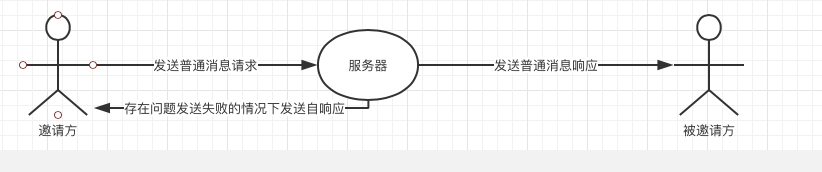 发送普通消息请求
服务器
发送普通消息响应
存在问题发送失败的情况下发送自响应
邀请方
被邀请方